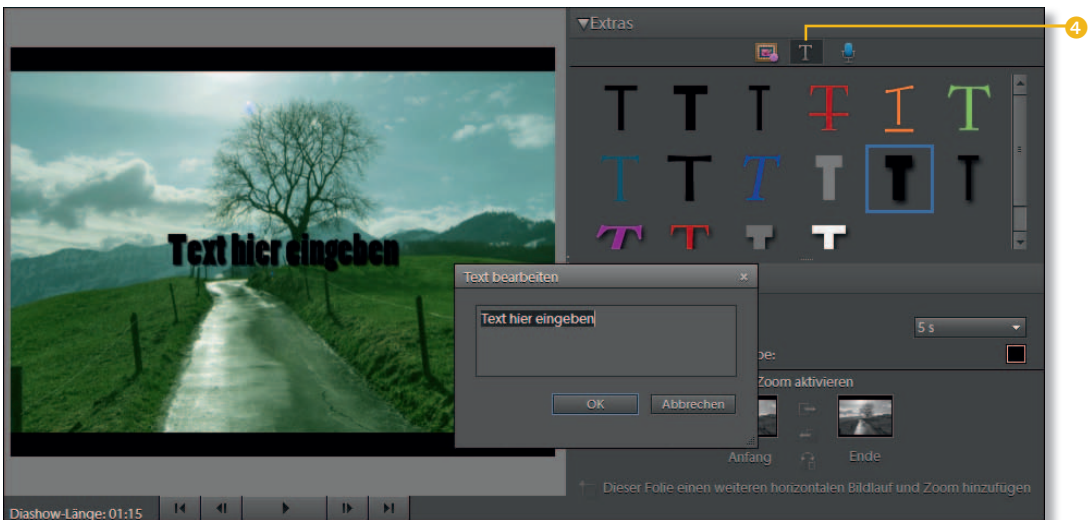 ▼Extras
4
T
T T T T T T
T T T T T T
T T T T
Text hier eingeben
Text bearbeiten x
Text hier eingeben
5 s
be:
OK Abbrechen
Zoom aktivieren
Anfang Ende
Dieser Folie einen weiteren horizontalen Bildlauf und Zoom hinzufügen
Diashow-Länge: 01:15